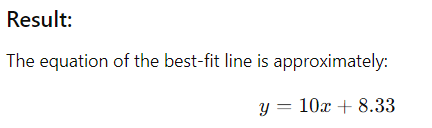 Result:
The equation of the best-fit line is approximately:
y = 10x + 8.33